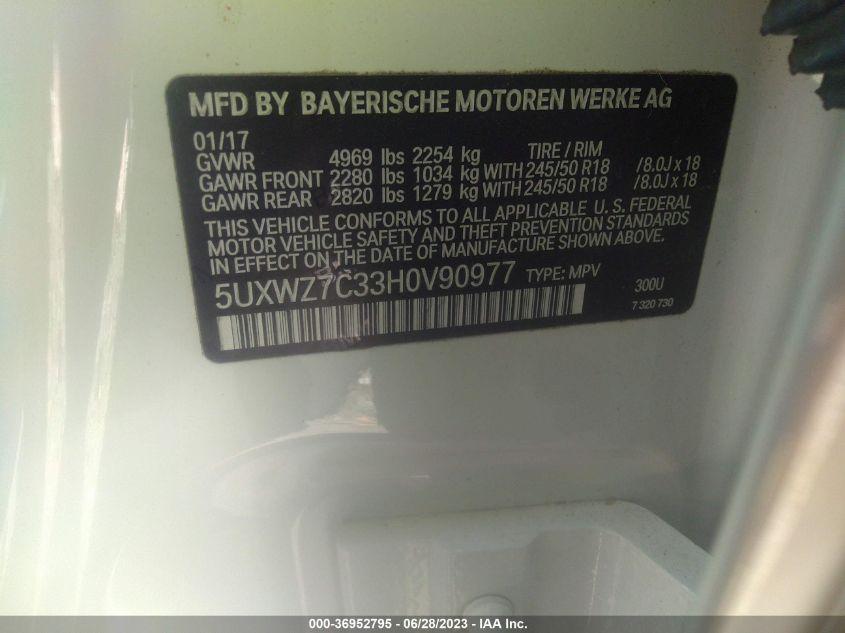 MFD BY BAYERISCHE MOTOREN WERKE AG
01/17
GVWR 4969 lbs 2254 kg TIRE / RIM
GAWR FRONT 2280 lbs 1034 kg WITH 245/50 R18 /8.0J x 18
GAWR REAR 2820 lbs 1279 kg WITH 245/50 R18 /8.0J x 18
THIS VEHICLE CONFORMS TO ALL APPLICABLE U. S. FEDERAL
MOTOR VEHICLE SAFETY AND THEFT PREVENTION STANDARDS
IN EFFECT ON THE DATE OF MANUFACTURE SHOWN ABOVE.
5UXWZ7C33H0V90977 TYPE: MPV 300U
7 320 730
000-36952795 - 06/28/2023 - IAA Inc.